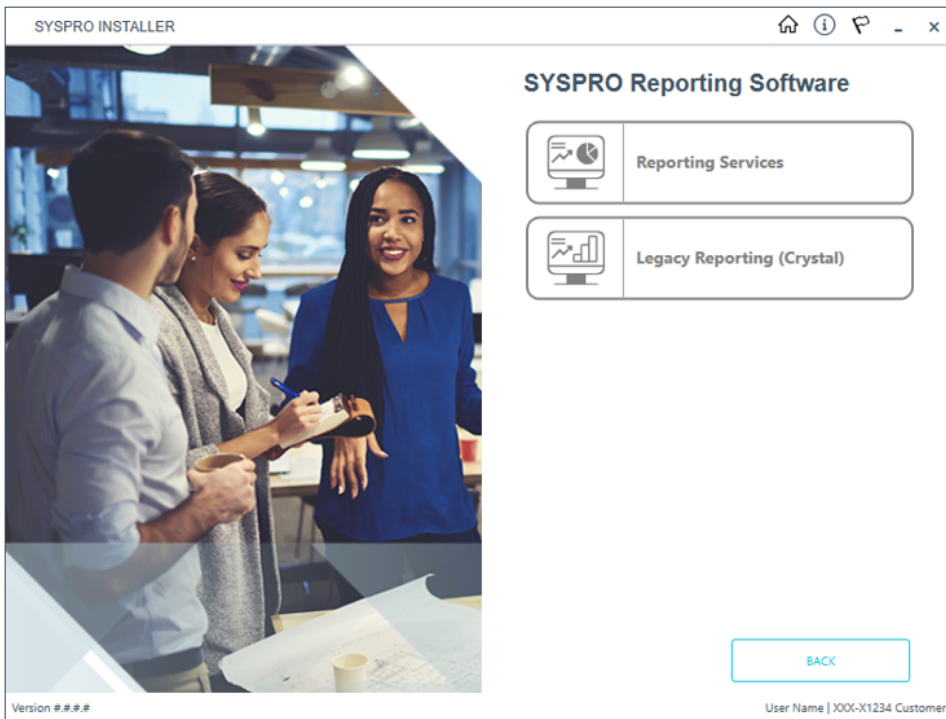 SYSPRO INSTALLER
SYSPRO Reporting Software
Reporting Services
Legacy Reporting (Crystal)
BACK
Version #.#.#.#
User Name | XXX-X1234 Customer